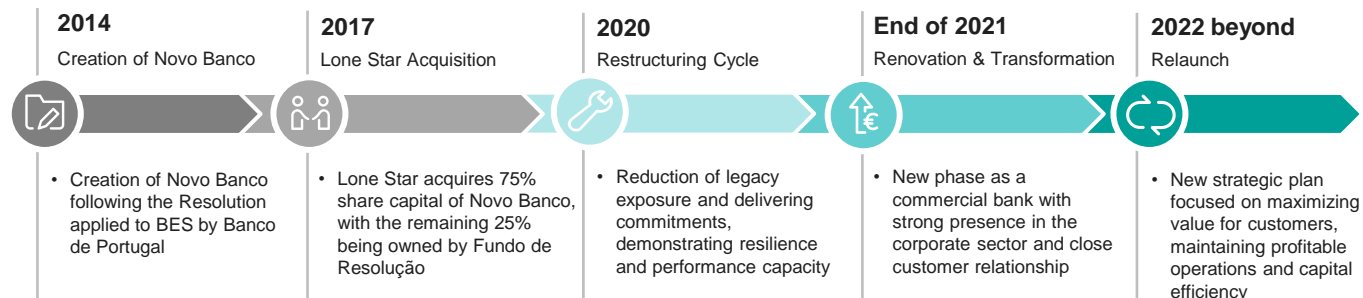 2014
Creation of Novo Banco
2017
Lone Star Acquisition
2020
Restructuring Cycle
End of 2021
Renovation & Transformation
2022 beyond
Relaunch
€
• Creation of Novo Banco
following the Resolution
applied to BES by Banco
de Portugal
• Lone Star acquires 75%
share capital of Novo Banco,
with the remaining 25%
being owned by Fundo de
Resolução
• Reduction of legacy
exposure and delivering
commitments,
demonstrating resilience
and performance capacity
• New phase as a
commercial bank with
strong presence in the
corporate sector and close
customer relationship
• New strategic plan
focused on maximizing
value for customers,
maintaining profitable
operations and capital
efficiency